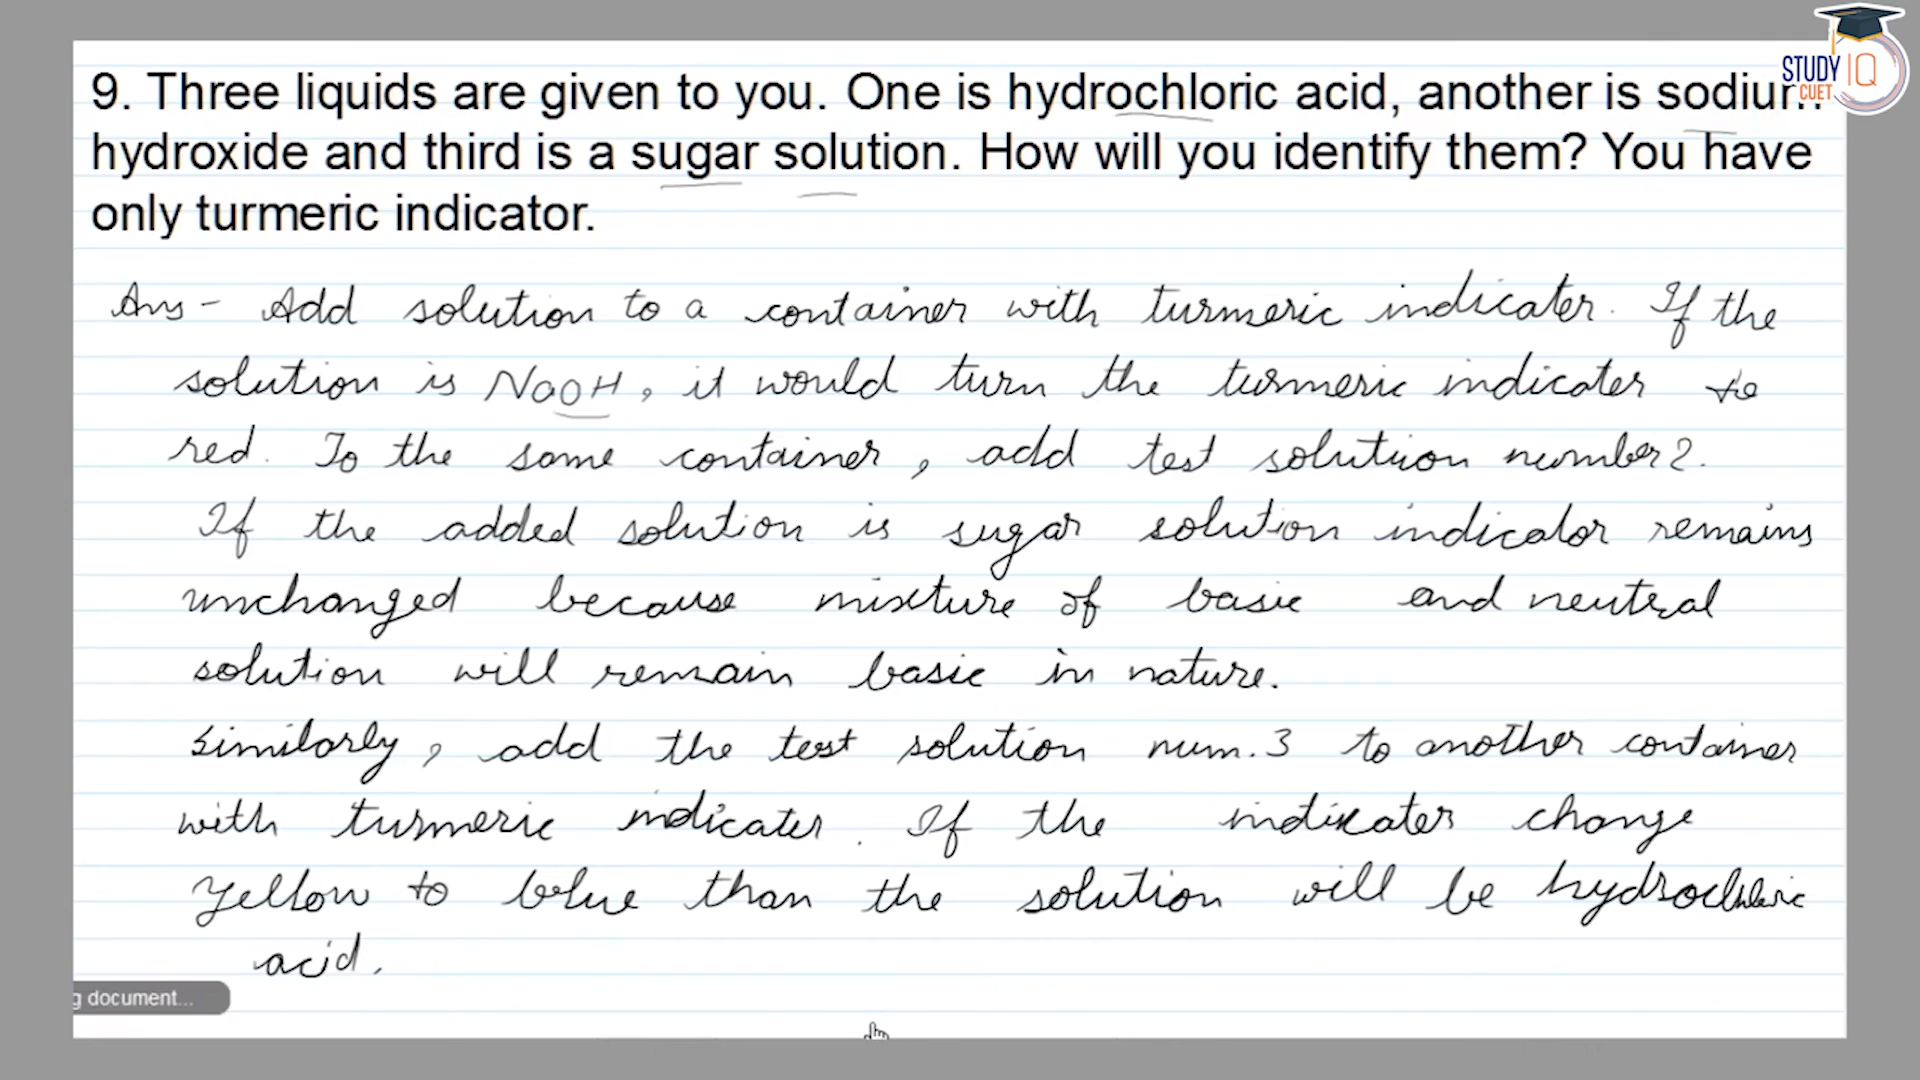 STUDY IQ
CUET
9. Three liquids are given to you. One is hydrochloric acid, another is sodium
hydroxide and third is a sugar solution. How will you identify them? You have
only turmeric indicator.
Ans - Add solution to a container with turmeric indicater. If the
solution is NaOH, it would turn the turmeric indicater to
red. To the same container, add test solution number 2.
If the added solution is sugar solution indicator remains
unchanged because mixture of basic and neutral
solution will remain basic in nature.
Similarly, add the test solution num. 3 to another container
with turmeric indicater. If the indicater change
yellow to blue than the solution will be hydrochloric
acid.
g document...